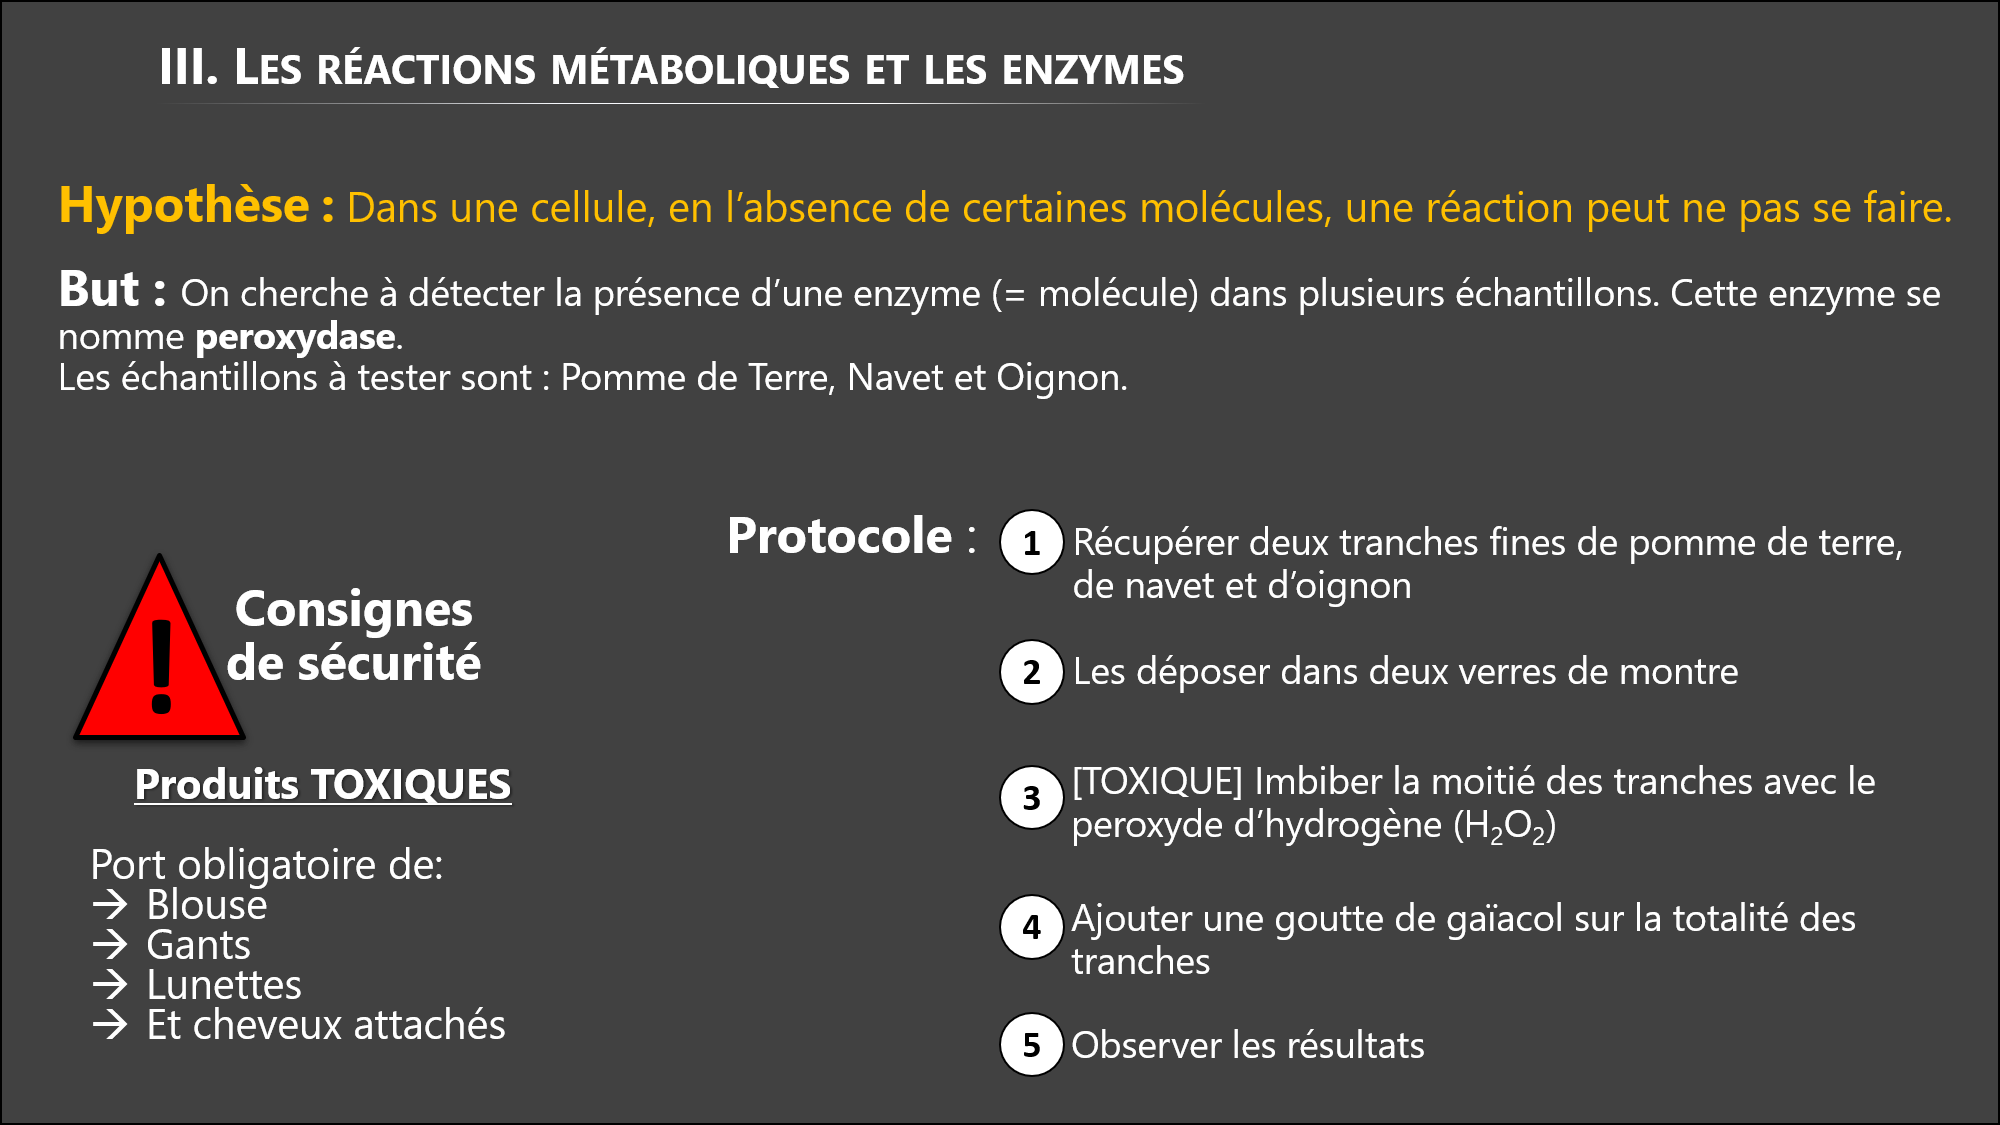 III. LES RÉACTIONS MÉTABOLIQUES ET LES ENZYMES
Hypothèse : Dans une cellule, en l’absence de certaines molécules, une réaction peut ne pas se faire.
But : On cherche à détecter la présence d’une enzyme (= molécule) dans plusieurs échantillons. Cette enzyme se
nomme peroxydase.
Les échantillons à tester sont : Pomme de Terre, Navet et Oignon.
!
Consignes
de sécurité
Produits TOXIQUES
Port obligatoire de:
→ Blouse
→ Gants
→ Lunettes
→ Et cheveux attachés
Protocole :
1 Récupérer deux tranches fines de pomme de terre,
de navet et d’oignon
2 Les déposer dans deux verres de montre
3 [TOXIQUE] Imbiber la moitié des tranches avec le
peroxyde d’hydrogène (H₂O₂)
4 Ajouter une goutte de gaïacol sur la totalité des
tranches
5 Observer les résultats